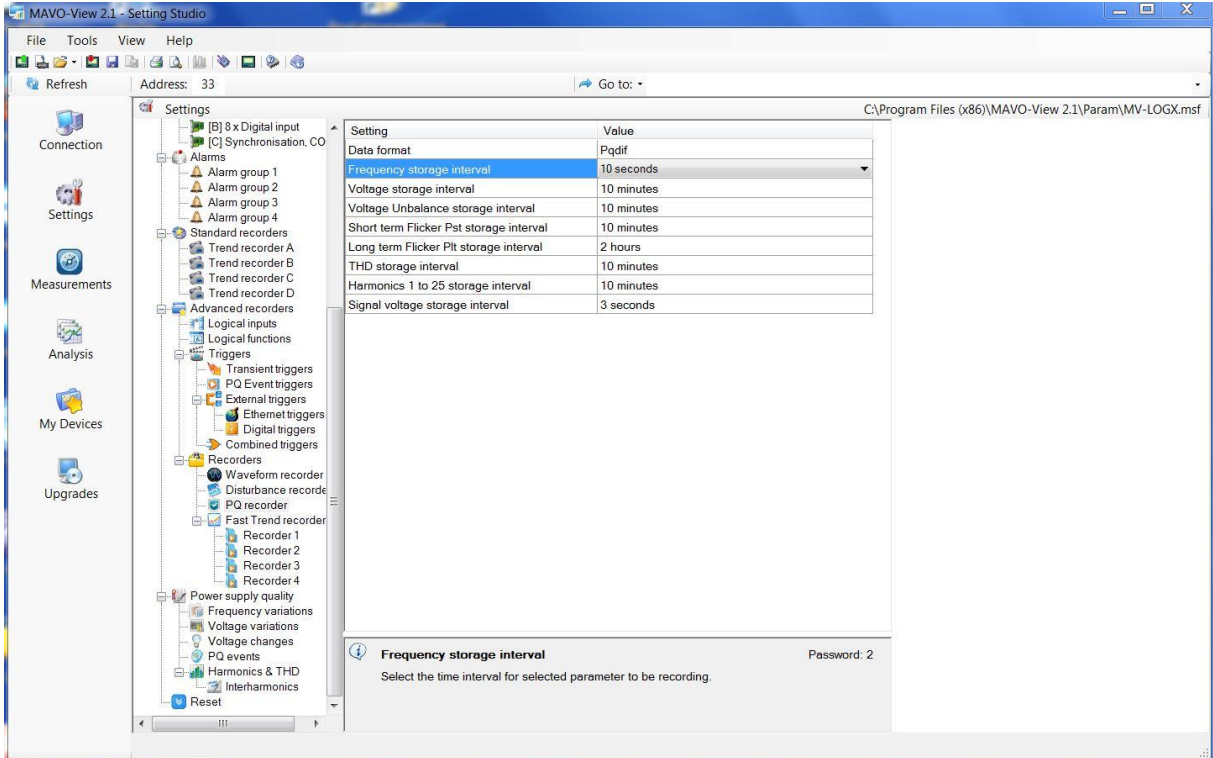 MAVO-View 2.1 - Setting Studio
File Tools View Help
Refresh Address: 33 Go to:
Settings C:\Program Files (x86)\MAVO-View 2.1\Param\MV-LOGX.msf
Connection
Settings
Measurements
Analysis
My Devices
Upgrades
[B] 8 x Digital input
[C] Synchronisation, CO
Alarms
Alarm group 1
Alarm group 2
Alarm group 3
Alarm group 4
Standard recorders
Trend recorder A
Trend recorder B
Trend recorder C
Trend recorder D
Advanced recorders
Logical inputs
Logical functions
Triggers
Transient triggers
PQ Event triggers
External triggers
Ethernet triggers
Digital triggers
Combined triggers
Recorders
Waveform recorder
Disturbance recorde
PQ recorder
Fast Trend recorder
Recorder 1
Recorder 2
Recorder 3
Recorder 4
Power supply quality
Frequency variations
Voltage variations
Voltage changes
PQ events
Harmonics & THD
Interharmonics
Reset
Setting Value
Data format Pqdif
Frequency storage interval 10 seconds
Voltage storage interval 10 minutes
Voltage Unbalance storage interval 10 minutes
Short term Flicker Pst storage interval 10 minutes
Long term Flicker Plt storage interval 2 hours
THD storage interval 10 minutes
Harmonics 1 to 25 storage interval 10 minutes
Signal voltage storage interval 3 seconds
Frequency storage interval Password: 2
Select the time interval for selected parameter to be recording.